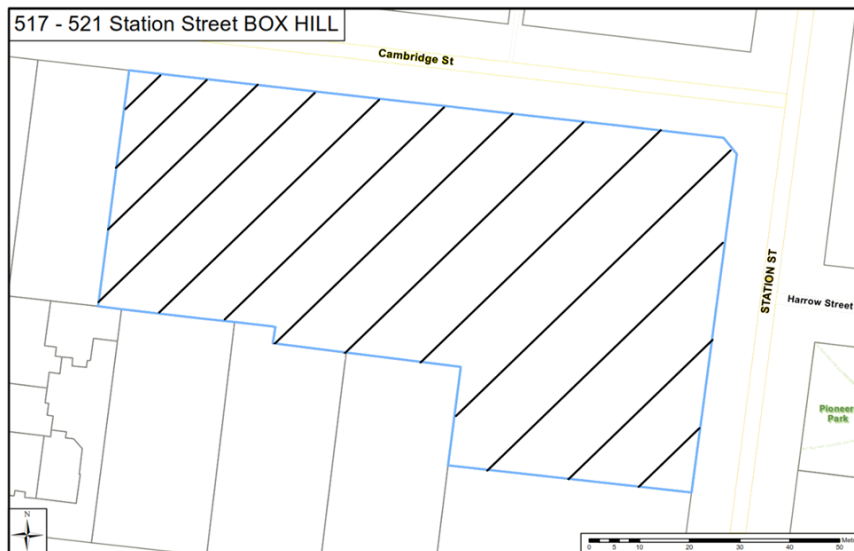 517 - 521 Station Street BOX HILL
Cambridge St
STATION ST
Harrow Street
Pioneer
Park
N
0 5 10 20 30 40 50